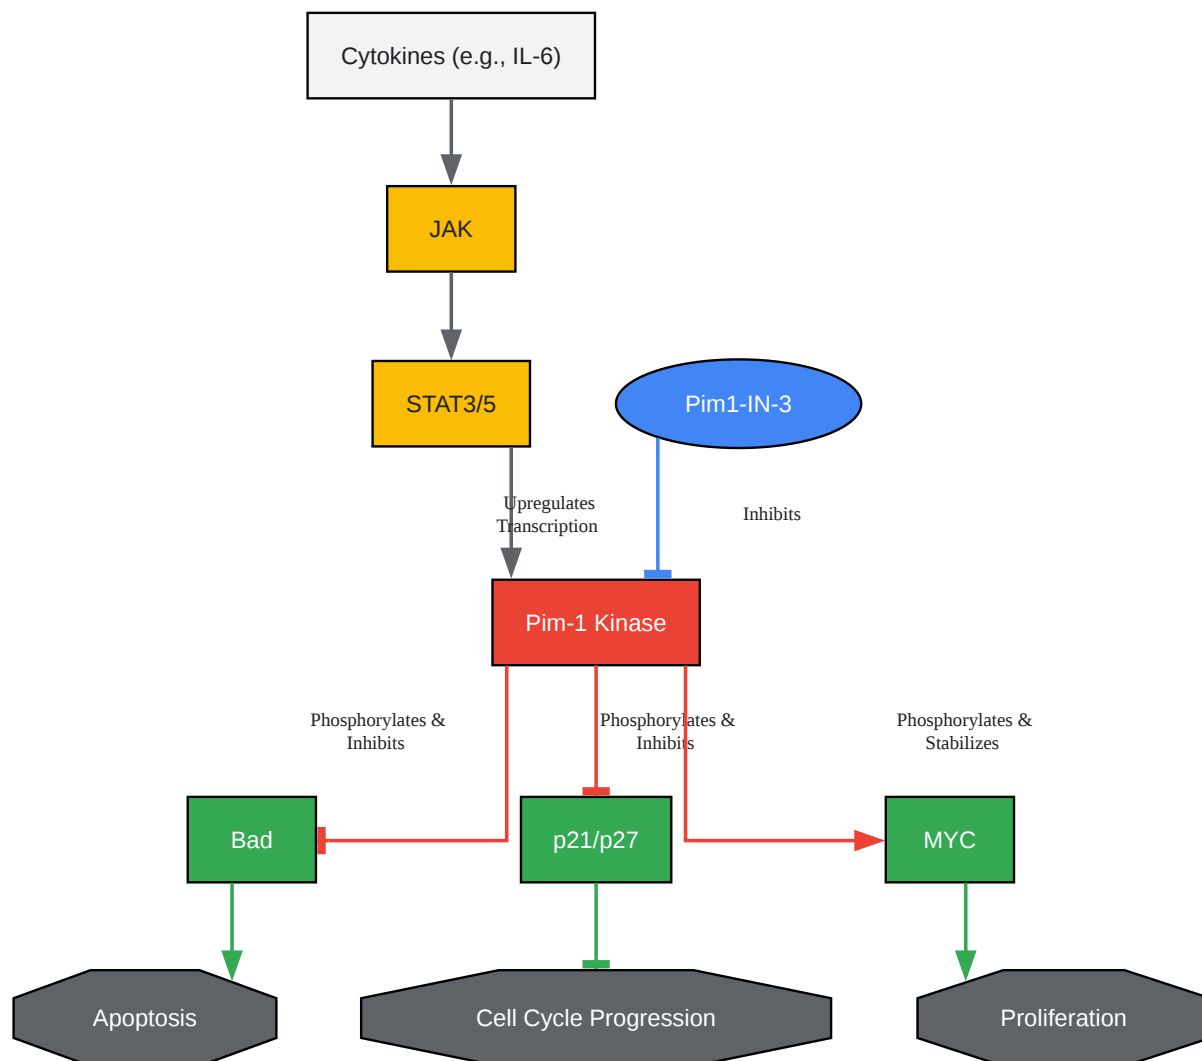 Cytokines (e.g., IL-6)
JAK
STAT3/5
Pim1-IN-3
Upregulates
Transcription
Inhibits
Pim-1 Kinase
Phosphorylates &
Inhibits
Phosphorylates &
Inhibits
Phosphorylates &
Stabilizes
Bad
p21/p27
MYC
Apoptosis
Cell Cycle Progression
Proliferation